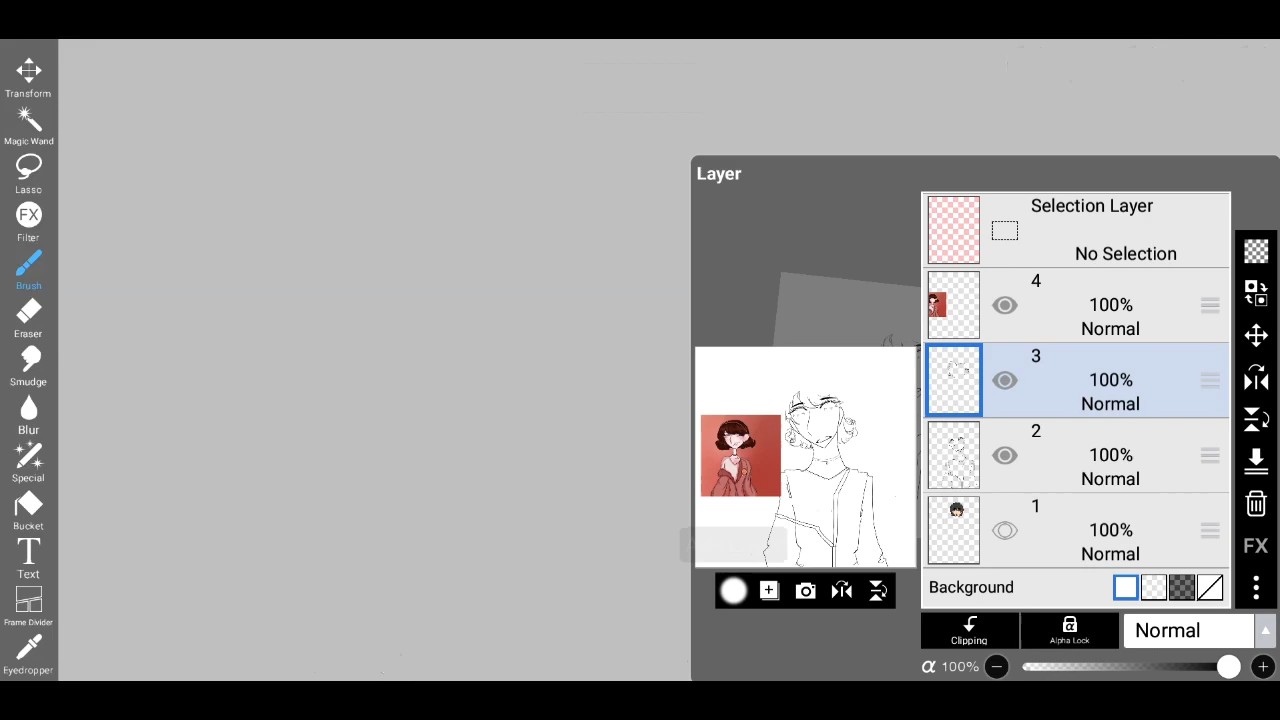 Transform
Magic Wand
Lasso
FX
Filter
Brush
Eraser
Smudge
Blur
Special
Bucket
T
Text
Frame Divider
Eyedropper
Layer
Selection Layer
No Selection
4
100%
Normal
3
100%
Normal
2
100%
Normal
1
100%
Normal
Background
FX
Clipping
α
Alpha Lock
Normal
α 100%